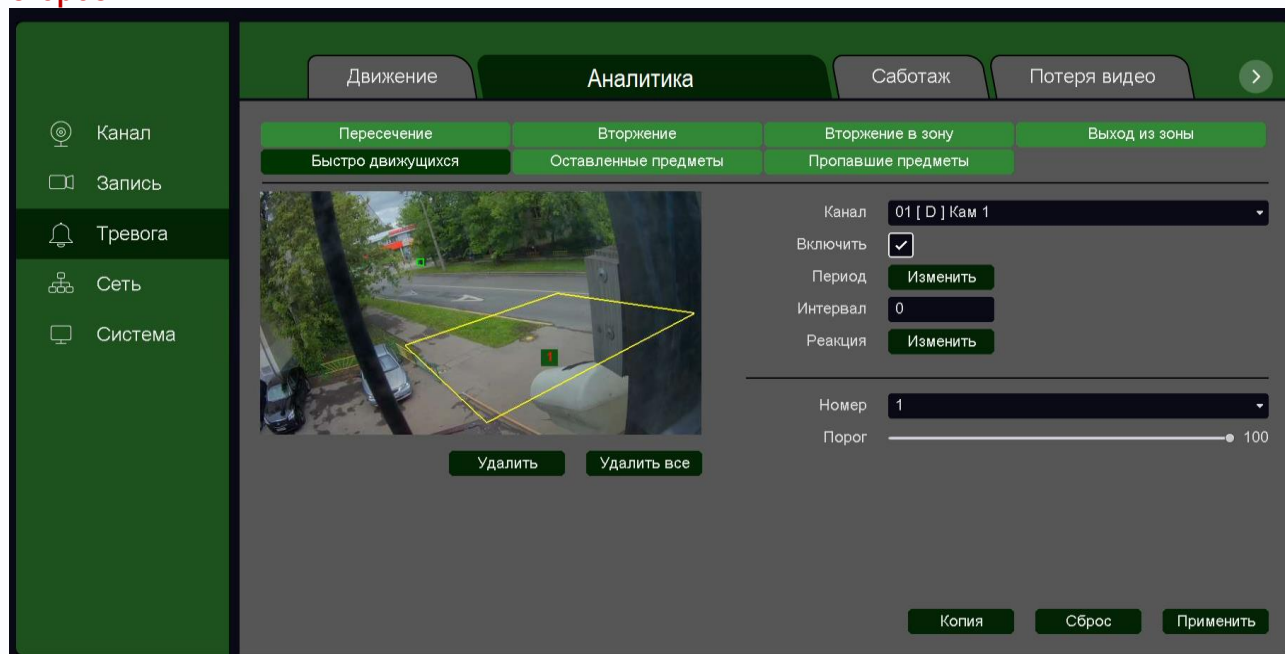 Движение
Аналитика
Саботаж
Потеря видео
Канал
Запись
Тревога
Сеть
Система
Пересечение
Вторжение
Вторжение в зону
Выход из зоны
Быстро движущихся
Оставленные предметы
Пропавшие предметы
1
Удалить
Удалить все
Канал 01 [ D ] Кам 1
Включить
Период Изменить
Интервал 0
Реакция Изменить
Номер 1
Порог 100
Копия
Сброс
Применить